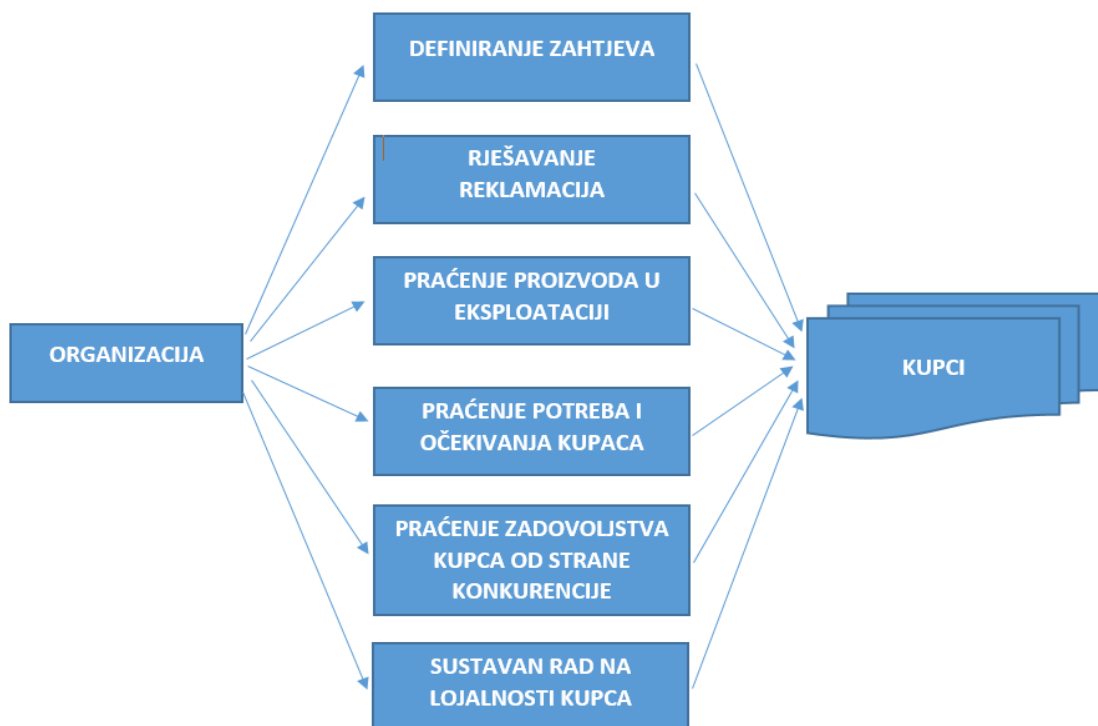 DEFINIRANJE ZAHTJEVA
RJEŠAVANJE
REKLAMACIJA
PRAĆENJE PROIZVODA U
EKSPLOATACIJI
ORGANIZACIJA
KUPCI
PRAĆENJE POTREBA I
OČEKIVANJA KUPACA
PRAĆENJE ZADOVOLJSTVA
KUPCA OD STRANE
KONKURENCIJE
SUSTAVAN RAD NA
LOJALNOSTI KUPCA